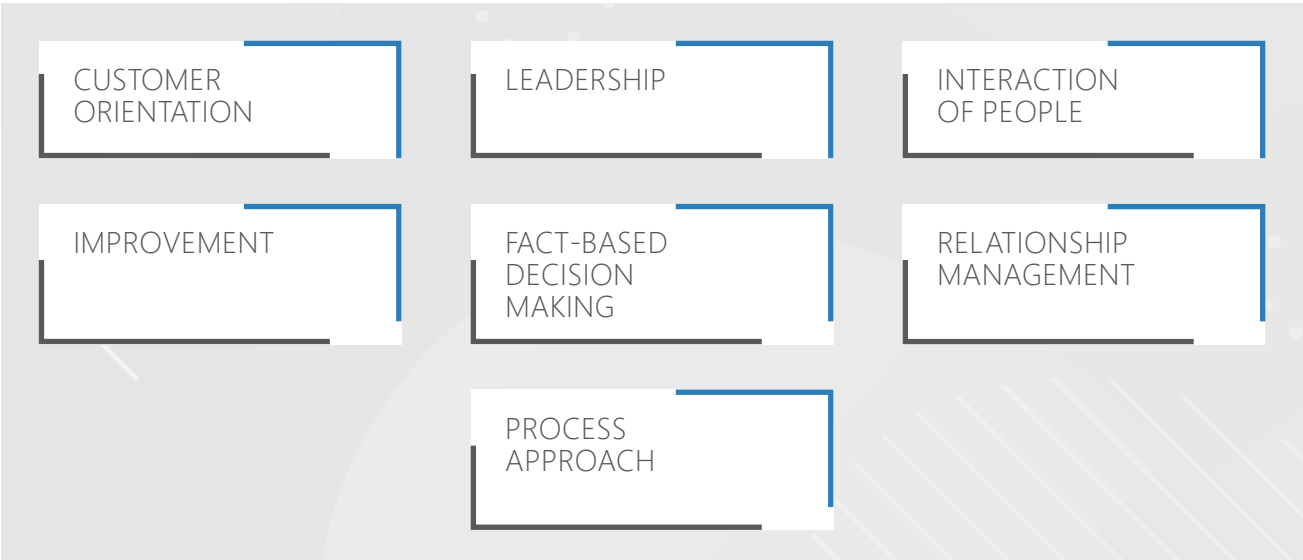 CUSTOMER
ORIENTATION
LEADERSHIP
INTERACTION
OF PEOPLE
IMPROVEMENT
FACT-BASED
DECISION
MAKING
RELATIONSHIP
MANAGEMENT
PROCESS
APPROACH